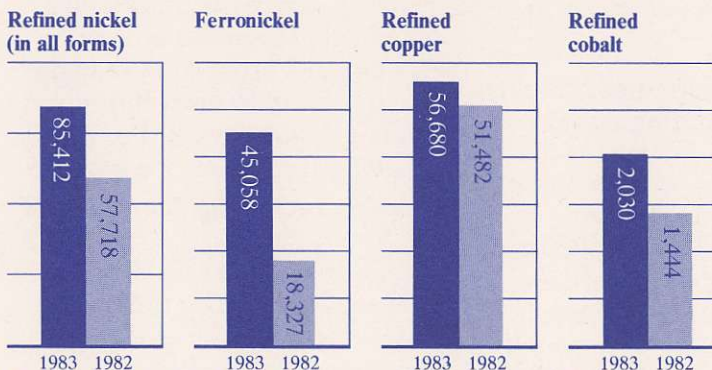 Refined nickel
(in all forms)
85,412
57,718
1983 1982
Ferronickel
45,058
18,327
1983 1982
Refined
copper
56,680
51,482
1983 1982
Refined
cobalt
2,030
1,444
1983 1982